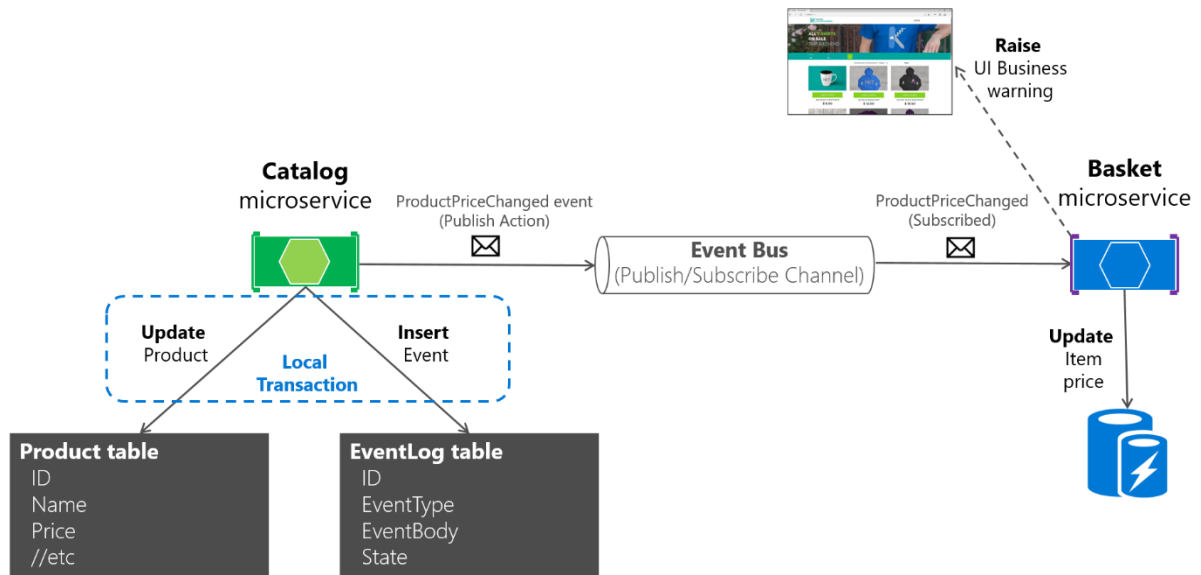 Raise
UI Business
warning
Catalog
microservice
ProductPriceChanged event
(Publish Action)
Event Bus
(Publish/Subscribe Channel)
ProductPriceChanged
(Subscribed)
Basket
microservice
Update
Product
Insert
Event
Local
Transaction
Update
Item
price
Product table
ID
Name
Price
//etc
EventLog table
ID
EventType
EventBody
State